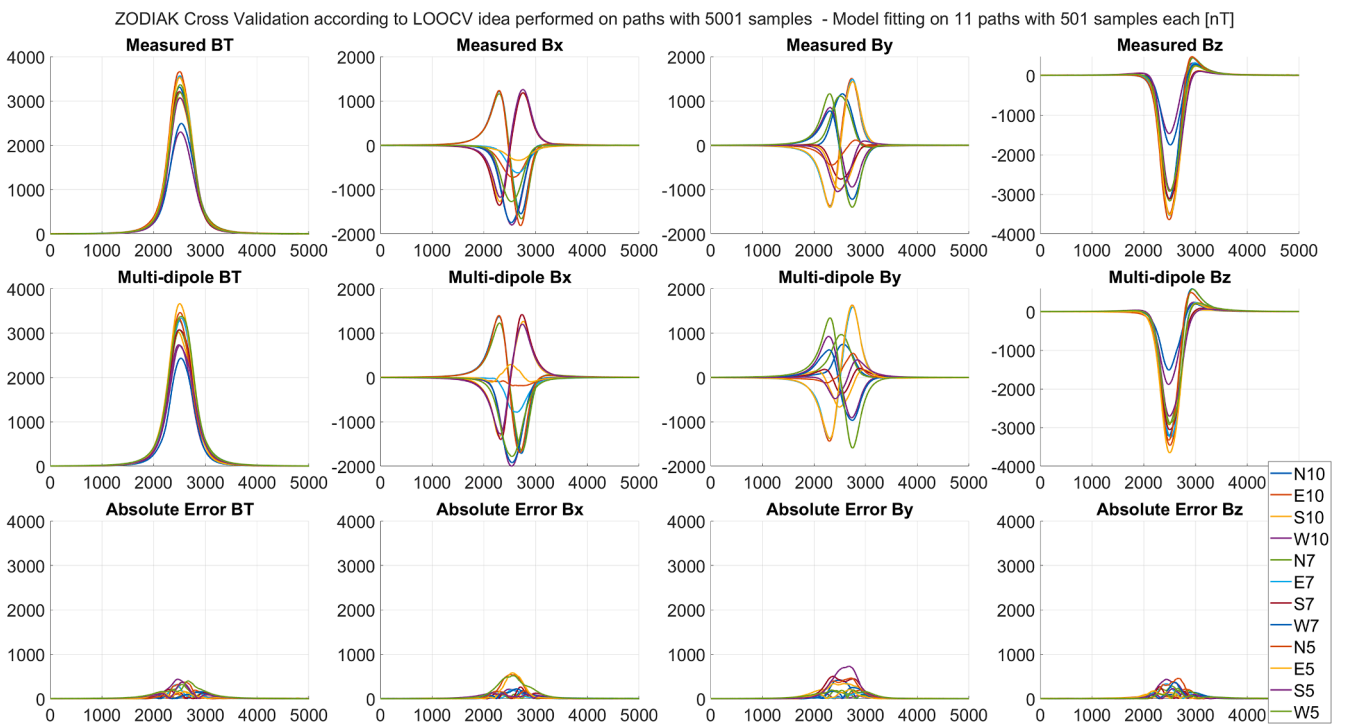 ZODIAK Cross Validation according to LOOCV idea performed on paths with 5001 samples - Model fitting on 11 paths with 501 samples each [nT]
Measured BT
Measured Bx
Measured By
Measured Bz
4000
3000
2000
1000
0
0 1000 2000 3000 4000 5000
2000
1000
0
-1000
-2000
0 1000 2000 3000 4000 5000
2000
1000
0
-1000
-2000
0 1000 2000 3000 4000 5000
0
-1000
-2000
-3000
-4000
0 1000 2000 3000 4000 5000
Multi-dipole BT
Multi-dipole Bx
Multi-dipole By
Multi-dipole Bz
4000
3000
2000
1000
0
0 1000 2000 3000 4000 5000
2000
1000
0
-1000
-2000
0 1000 2000 3000 4000 5000
2000
1000
0
-1000
-2000
0 1000 2000 3000 4000 5000
0
-1000
-2000
-3000
-4000
0 1000 2000 3000 4000 5000
Absolute Error BT
Absolute Error Bx
Absolute Error By
Absolute Error Bz
4000
3000
2000
1000
0
0 1000 2000 3000 4000 5000
4000
3000
2000
1000
0
0 1000 2000 3000 4000 5000
4000
3000
2000
1000
0
0 1000 2000 3000 4000 5000
4000
3000
2000
1000
0
0 1000 2000 3000 4000
N10
E10
S10
W10
N7
E7
S7
W7
N5
E5
S5
W5